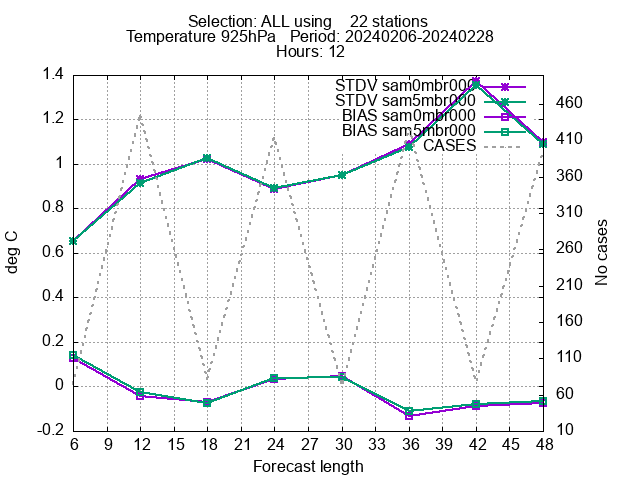 Selection: ALL using    22 stations
Temperature 925hPa   Period: 20240206-20240228
Hours: 12
STDV sam0mbr000
STDV sam5mbr000
BIAS sam0mbr000
BIAS sam5mbr000
CASES
1.4
1.2
1
0.8
0.6
0.4
0.2
0
-0.2
deg C
460
410
360
310
260
210
160
110
60
10
No cases
6 9 12 15 18 21 24 27 30 33 36 39 42 45 48
Forecast length